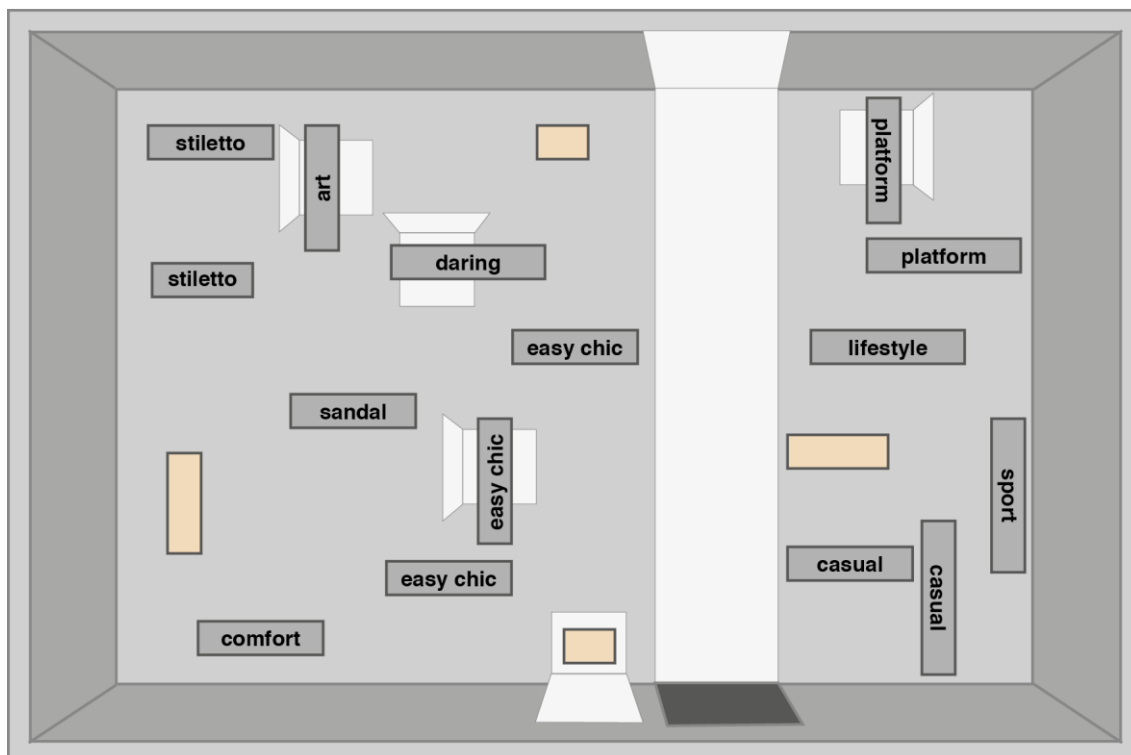 stiletto
art
platform
daring
platform
stiletto
easy chic
lifestyle
sandal
easy chic
sport
casual
casual
easy chic
comfort